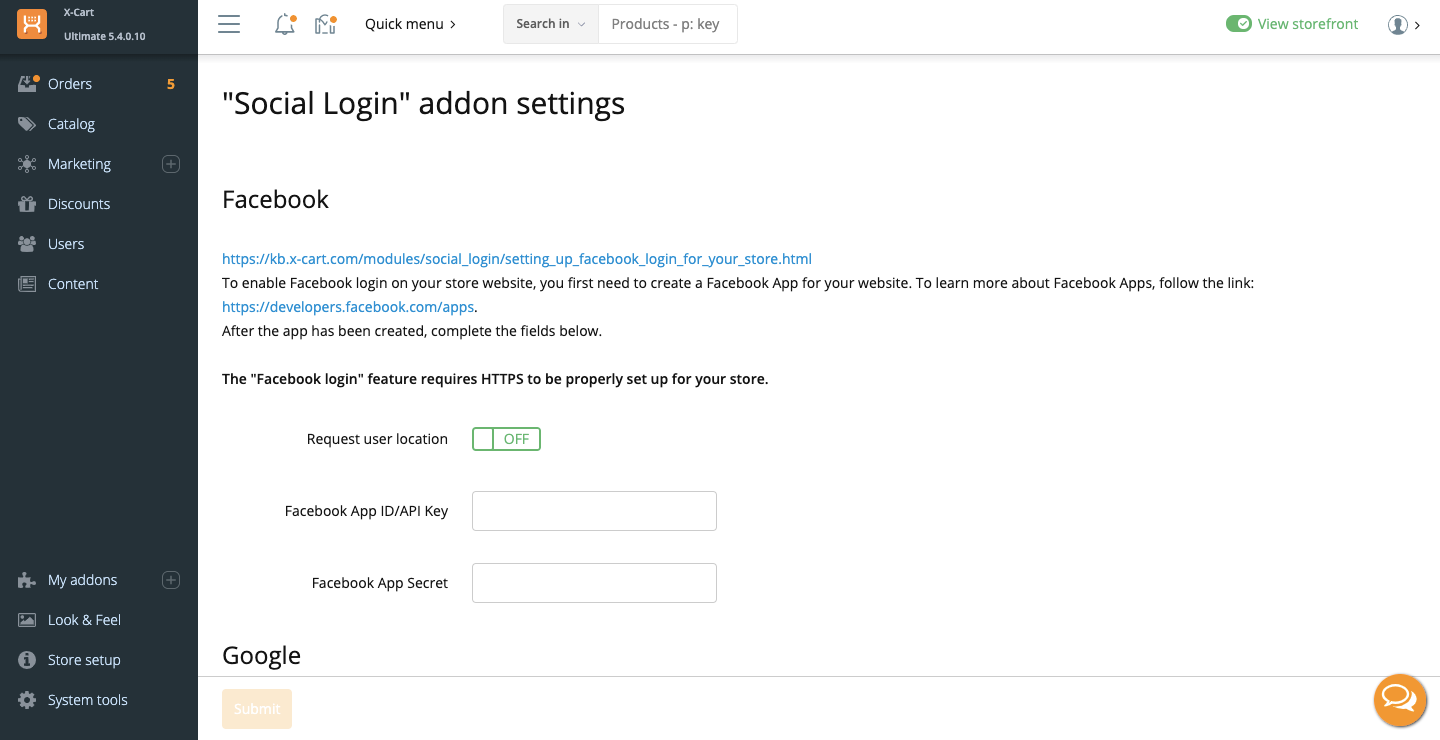 X-Cart
Ultimate 5.4.0.10
Quick menu
Search in
Products - p: key
View storefront
Orders 5
Catalog
Marketing
Discounts
Users
Content
My addons
Look & Feel
Store setup
System tools
"Social Login" addon settings
Facebook
https://kb.x-cart.com/modules/social_login/setting_up_facebook_login_for_your_store.html
To enable Facebook login on your store website, you first need to create a Facebook App for your website. To learn more about Facebook Apps, follow the link:
https://developers.facebook.com/apps.
After the app has been created, complete the fields below.
The "Facebook login" feature requires HTTPS to be properly set up for your store.
Request user location OFF
Facebook App ID/API Key
Facebook App Secret
Google
Submit